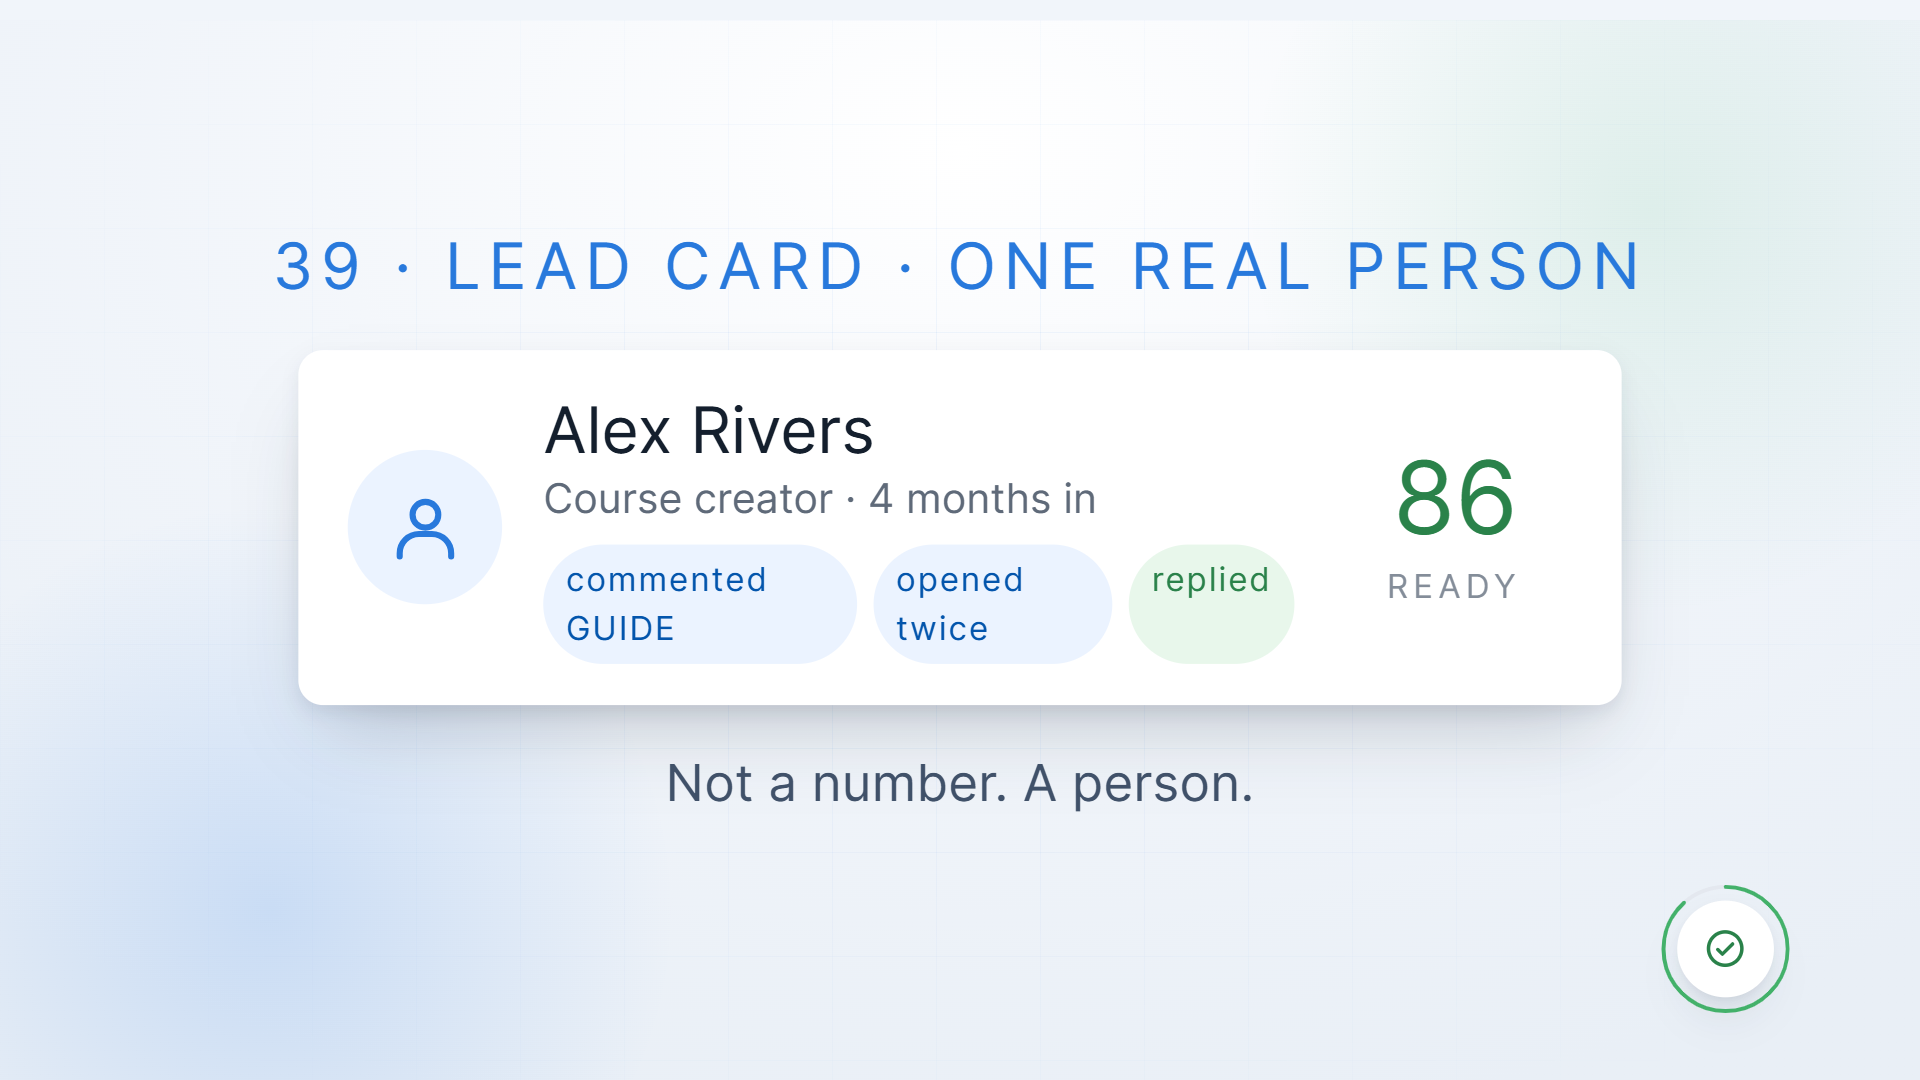 39 · LEAD CARD · ONE REAL PERSON
Alex Rivers
Course creator · 4 months in
commented
GUIDE
opened
twice
replied
86
READY
Not a number. A person.